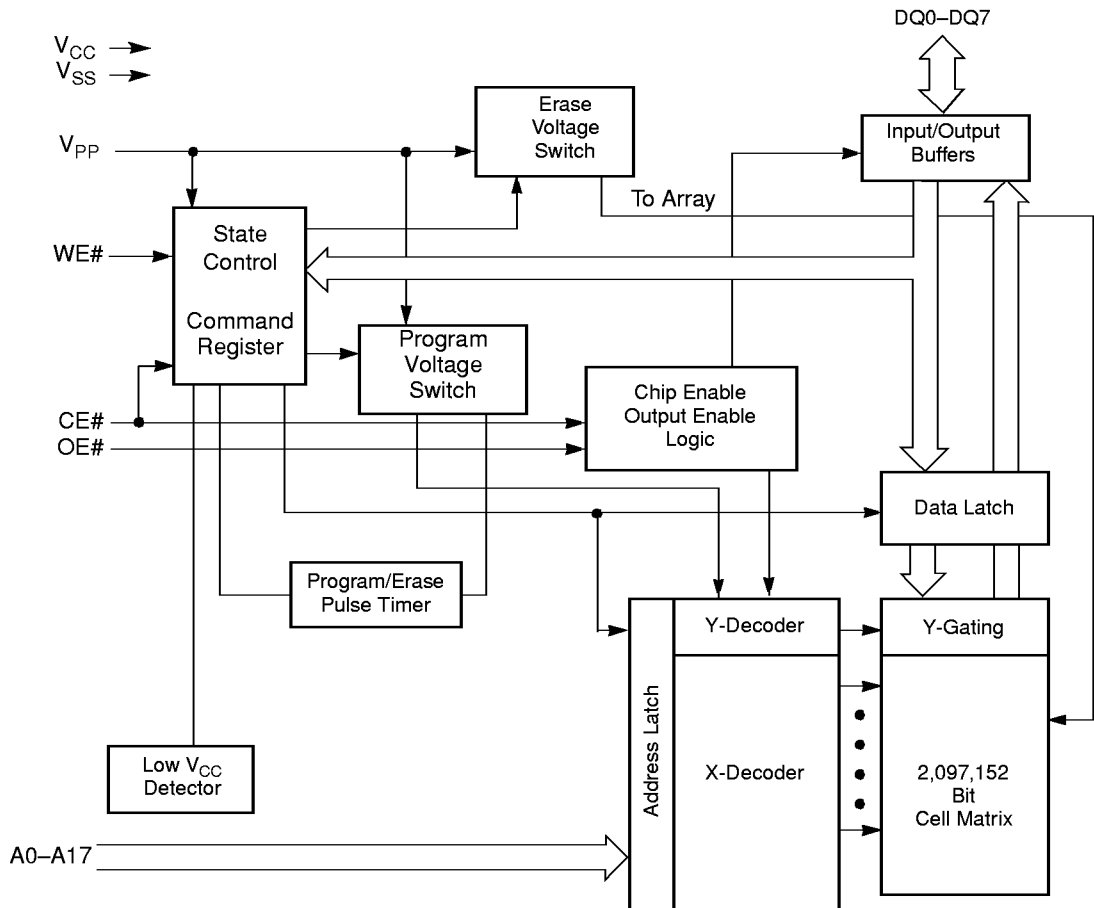 DQ0–DQ7
VCC
VSS
Erase
Voltage
Switch
Input/Output
Buffers
VPP
To Array
State
Control
WE#
Command
Register
Program
Voltage
Switch
Chip Enable
Output Enable
Logic
CE#
OE#
Data Latch
Program/Erase
Pulse Timer
Y-Decoder
Y-Gating
Address Latch
Low VCC
Detector
X-Decoder
2,097,152
Bit
Cell Matrix
A0–A17